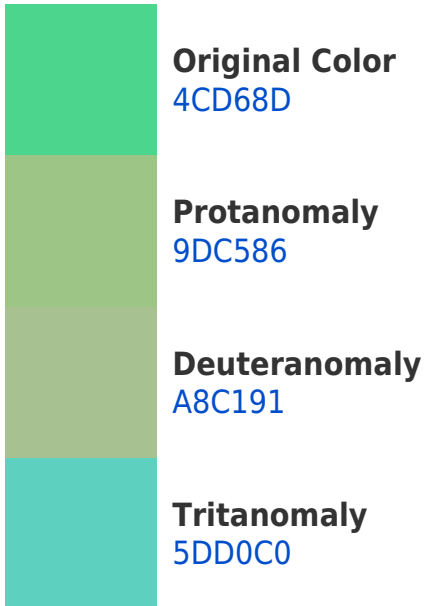 Original Color
4CD68D
Protanomaly
9DC586
Deuteranomaly
A8C191
Tritanomaly
5DD0C0